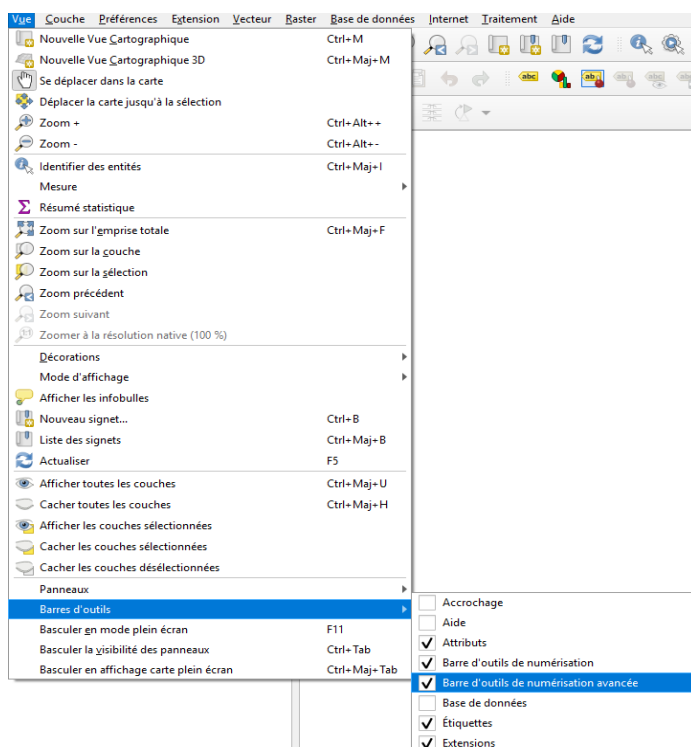 Vue Couche Préférences Extension Vecteur Raster Base de données Internet Traitement Aide
Nouvelle Vue Cartographique Ctrl+M
Nouvelle Vue Cartographique 3D Ctrl+Maj+M
Se déplacer dans la carte
Déplacer la carte jusqu'à la sélection
Zoom + Ctrl+Alt++
Zoom - Ctrl+Alt+-
Identifier des entités Ctrl+Maj+I
Mesure
Résumé statistique
Zoom sur l'emprise totale Ctrl+Maj+F
Zoom sur la couche
Zoom sur la sélection
Zoom précédent
Zoom suivant
Zoomer à la résolution native (100 %)
Décorations
Mode d'affichage
Afficher les infobulles
Nouveau signet... Ctrl+B
Liste des signets Ctrl+Maj+B
Actualiser F5
Afficher toutes les couches Ctrl+Maj+U
Cacher toutes les couches Ctrl+Maj+H
Afficher les couches sélectionnées
Cacher les couches sélectionnées
Cacher les couches désélectionnées
Panneaux
Barres d'outils
Basculer en mode plein écran F11
Basculer la visibilité des panneaux Ctrl+Tab
Basculer en affichage carte plein écran Ctrl+Maj+Tab
Accrochage
Aide
Attributs
Barre d'outils de numérisation
Barre d'outils de numérisation avancée
Base de données
Étiquettes
Extensions
abc